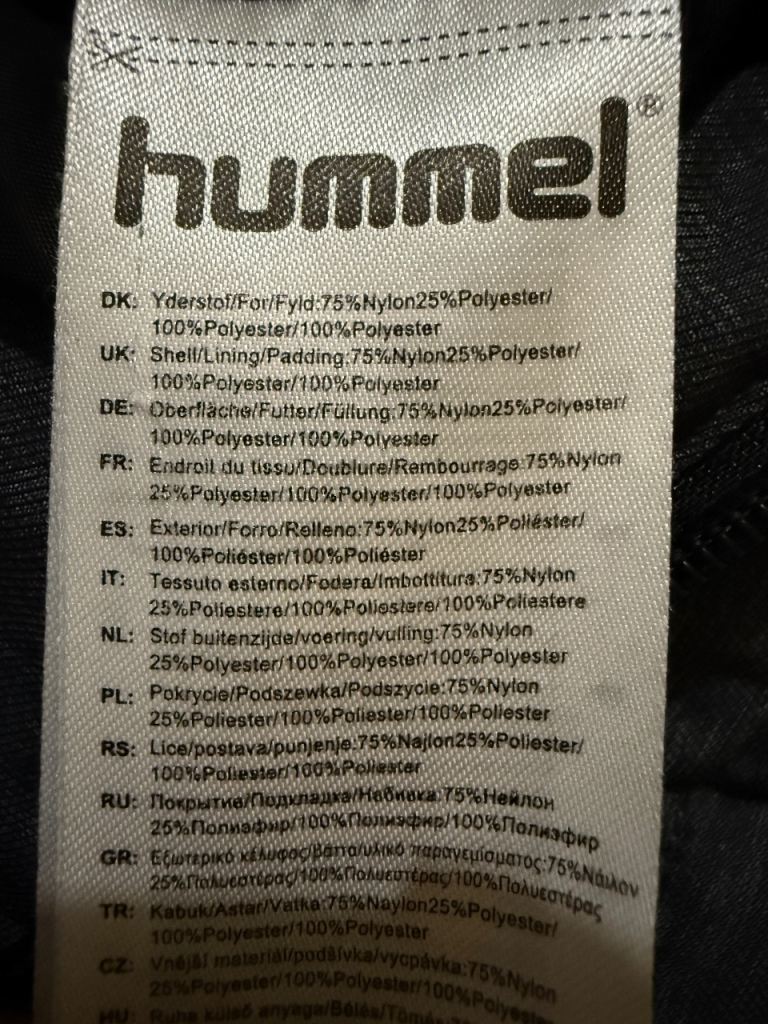 hummel®
DK: Yderstof/For/Fyld:75%Nylon25%Polyester/
100%Polyester/100%Polyester
UK: Shell/Lining/Padding:75%Nylon25%Polyester/
100%Polyester/100%Polyester
DE: Oberfläche/Futter/Füllung:75%Nylon25%Polyester/
100%Polyester/100%Polyester
FR: Endroit du tissu/Doublure/Rembourrage:75%Nylon
25%Polyester/100%Polyester/100%Polyester
ES: Exterior/Forro/Relleno:75%Nylon25%Poliéster/
100%Poliéster/100%Poliéster
IT: Tessuto esterno/Fodera/Imbottitura:75%Nylon
25%Poliestere/100%Poliestere/100%Poliestere
NL: Stof buitenzijde/voering/vulling:75%Nylon
25%Polyester/100%Polyester/100%Polyester
PL: Pokrycie/Podszewka/Podszycie:75%Nylon
25%Poliester/100%Poliester/100%Poliester
RS: Lice/postava/punjenje:75%Najlon25%Poliester/
100%Poliester/100%Poliester
RU: Покрытие/Подкладка/Набивка:75%Нейлон
25%Полиэфир/100%Полиэфир/100%Полиэфир
GR: Εξωτερικό κέλυφος/βάττα/υλικό παραγεμίσματος:75%Νάιλον
25%Πολυεστέρας/100%Πολυεστέρας/100%Πολυεστέρας
TR: Kabuk/Astar/Vatka:75%Naylon25%Polyester/
100%Polyester/100%Polyester
CZ: Vnější materiál/podšívka/vycpávka:75%Nylon
25%Polyester/100%Polyester/100%Polyester
HU: Ruha külső anyaga/Bélés/